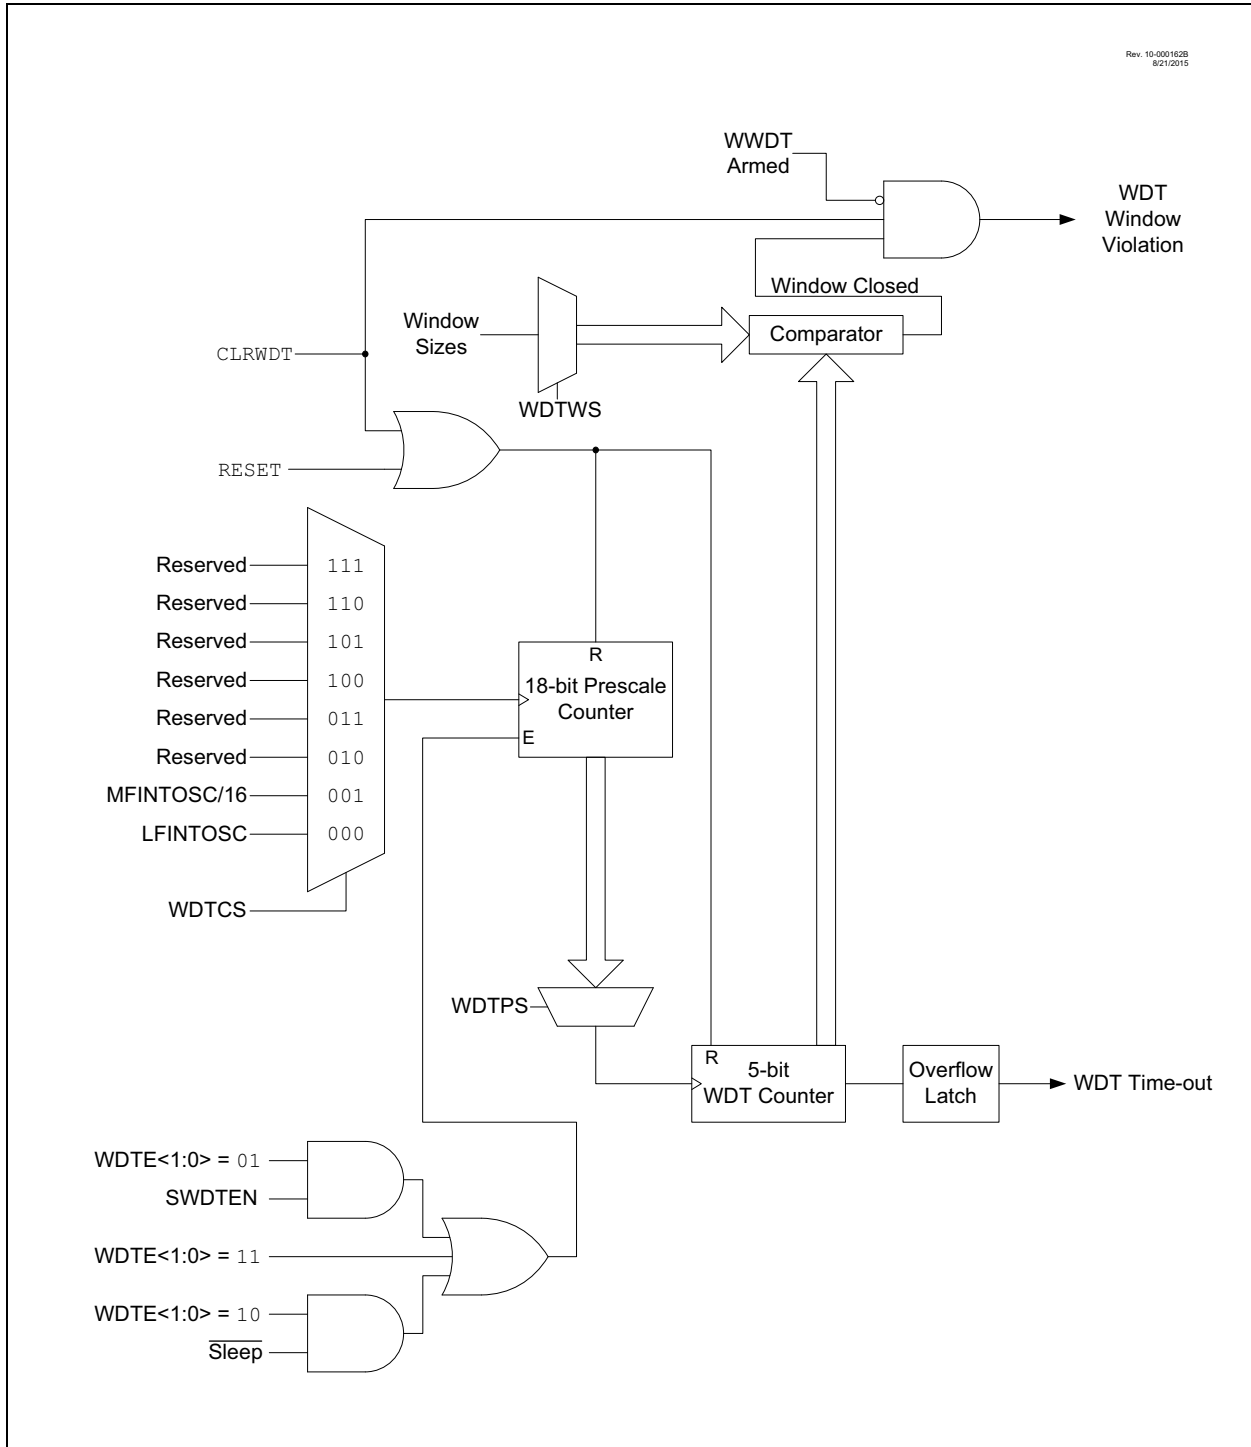 Rev. 10-000162B
8/21/2015
WWDT
Armed
WDT
Window
Violation
Window Closed
Window
Sizes
Comparator
CLRWDT
WDTWS
RESET
Reserved 111
Reserved 110
Reserved 101
Reserved 100
Reserved 011
Reserved 010
MFINTOSC/16 001
LFINTOSC 000
WDTCS
R
18-bit Prescale
Counter
E
WDTPS
R
5-bit
WDT Counter
Overflow
Latch
WDT Time-out
WDTE<1:0> = 01
SWDTEN
WDTE<1:0> = 11
WDTE<1:0> = 10
Sleep